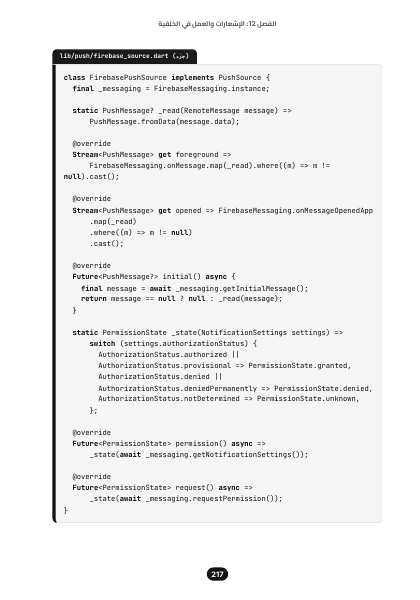 الفصل 12: الإشعارات والعمل في الخلفية
lib/push/firebase_source.dart (جزء)
class FirebasePushSource implements PushSource {
  final _messaging = FirebaseMessaging.instance;

  static PushMessage? _read(RemoteMessage message) =>
      PushMessage.fromData(message.data);

  @override
  Stream<PushMessage> get foreground =>
      FirebaseMessaging.onMessage.map(_read).where((m) => m !=
null).cast();

  @override
  Stream<PushMessage> get opened => FirebaseMessaging.onMessageOpenedApp
      .map(_read)
      .where((m) => m != null)
      .cast();

  @override
  Future<PushMessage?> initial() async {
    final message = await _messaging.getInitialMessage();
    return message == null ? null : _read(message);
  }

  static PermissionState _state(NotificationSettings settings) =>
      switch (settings.authorizationStatus) {
        AuthorizationStatus.authorized ||
        AuthorizationStatus.provisional => PermissionState.granted,
        AuthorizationStatus.denied ||
        AuthorizationStatus.deniedPermanently => PermissionState.denied,
        AuthorizationStatus.notDetermined => PermissionState.unknown,
      };

  @override
  Future<PermissionState> permission() async =>
      _state(await _messaging.getNotificationSettings());

  @override
  Future<PermissionState> request() async =>
      _state(await _messaging.requestPermission());
}
217